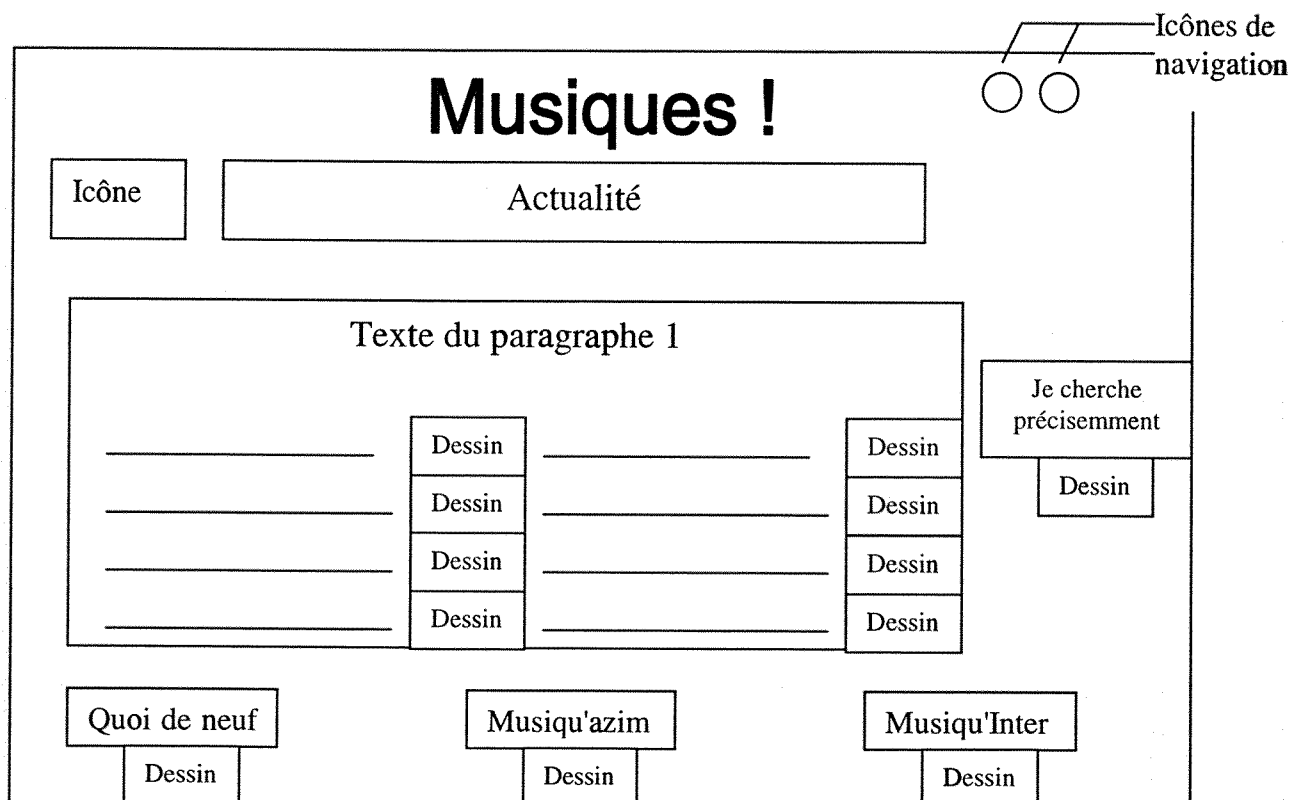 Icônes de
navigation
Musiques !
Icône
Actualité
Texte du paragraphe 1
Je cherche
précisemment
Dessin
Dessin
Dessin
Dessin
Dessin
Dessin
Dessin
Dessin
Dessin
Quoi de neuf
Musiqu'azim
Musiqu'Inter
Dessin
Dessin
Dessin